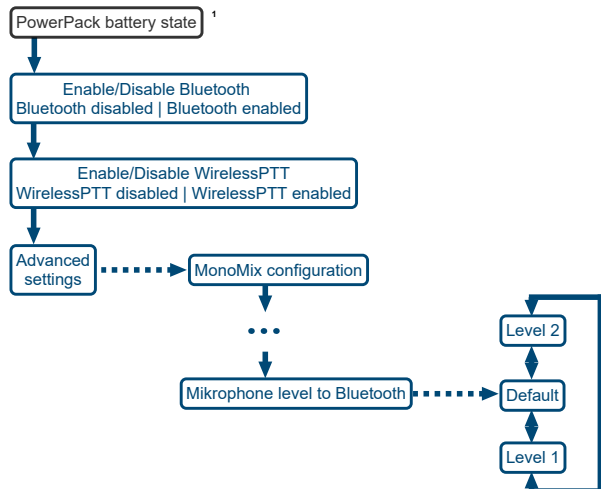 PowerPack battery state 1
Enable/Disable Bluetooth
Bluetooth disabled | Bluetooth enabled
Enable/Disable WirelessPTT
WirelessPTT disabled | WirelessPTT enabled
Advanced
settings
MonoMix configuration
Level 2
Mikrophone level to Bluetooth
Default
Level 1